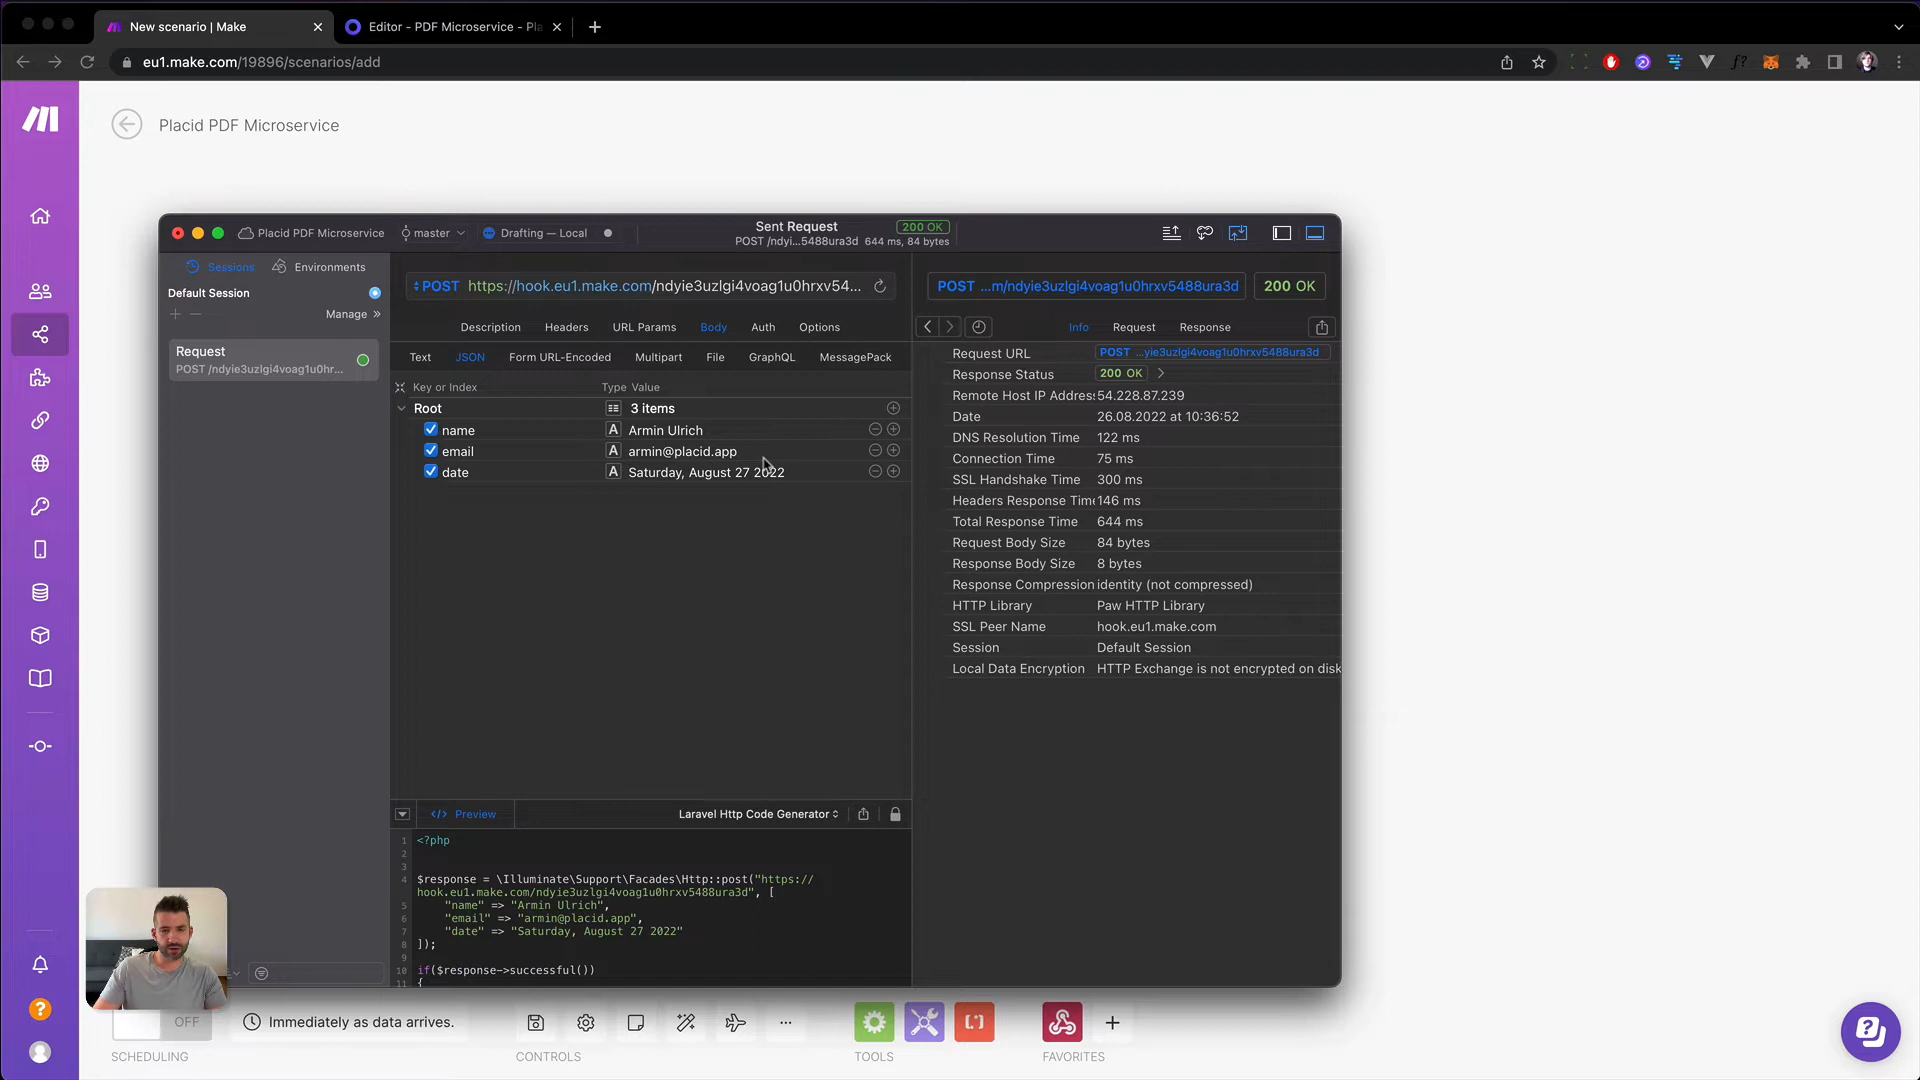 New scenario | Make
Editor - PDF Microservice - Pla
eu1.make.com/19896/scenarios/add
Placid PDF Microservice
Placid PDF Microservice
master
Drafting — Local
Sent Request
200 OK
POST /ndyi...5488ura3d 644 ms, 84 bytes
Sessions
Environments
Default Session
Manage »
Request
POST /ndyie3uzlgi4voag1u0hr...
POST https://hook.eu1.make.com/ndyie3uzlgi4voag1u0hrxv54...
Description Headers URL Params Body Auth Options
Text JSON Form URL-Encoded Multipart File GraphQL MessagePack
Key or Index Type Value
Root 3 items
name A Armin Ulrich
email A armin@placid.app
date A Saturday, August 27 2022
POST ...m/ndyie3uzlgi4voag1u0hrxv5488ura3d
200 OK
Info Request Response
Request URL POST ...yie3uzlgi4voag1u0hrxv5488ura3d
Response Status 200 OK
Remote Host IP Address 54.228.87.239
Date 26.08.2022 at 10:36:52
DNS Resolution Time 122 ms
Connection Time 75 ms
SSL Handshake Time 300 ms
Headers Response Time 146 ms
Total Response Time 644 ms
Request Body Size 84 bytes
Response Body Size 8 bytes
Response Compression identity (not compressed)
HTTP Library Paw HTTP Library
SSL Peer Name hook.eu1.make.com
Session Default Session
Local Data Encryption HTTP Exchange is not encrypted on disk
</> Preview
Laravel Http Code Generator
1 <?php
2
3
4 $response = \Illuminate\Support\Facades\Http::post("https://
hook.eu1.make.com/ndyie3uzlgi4voag1u0hrxv5488ura3d", [
5 "name" => "Armin Ulrich",
6 "email" => "armin@placid.app",
7 "date" => "Saturday, August 27 2022"
8 ]);
9
10 if($response->successful())
11 {
OFF
Immediately as data arrives.
SCHEDULING
CONTROLS
TOOLS
FAVORITES